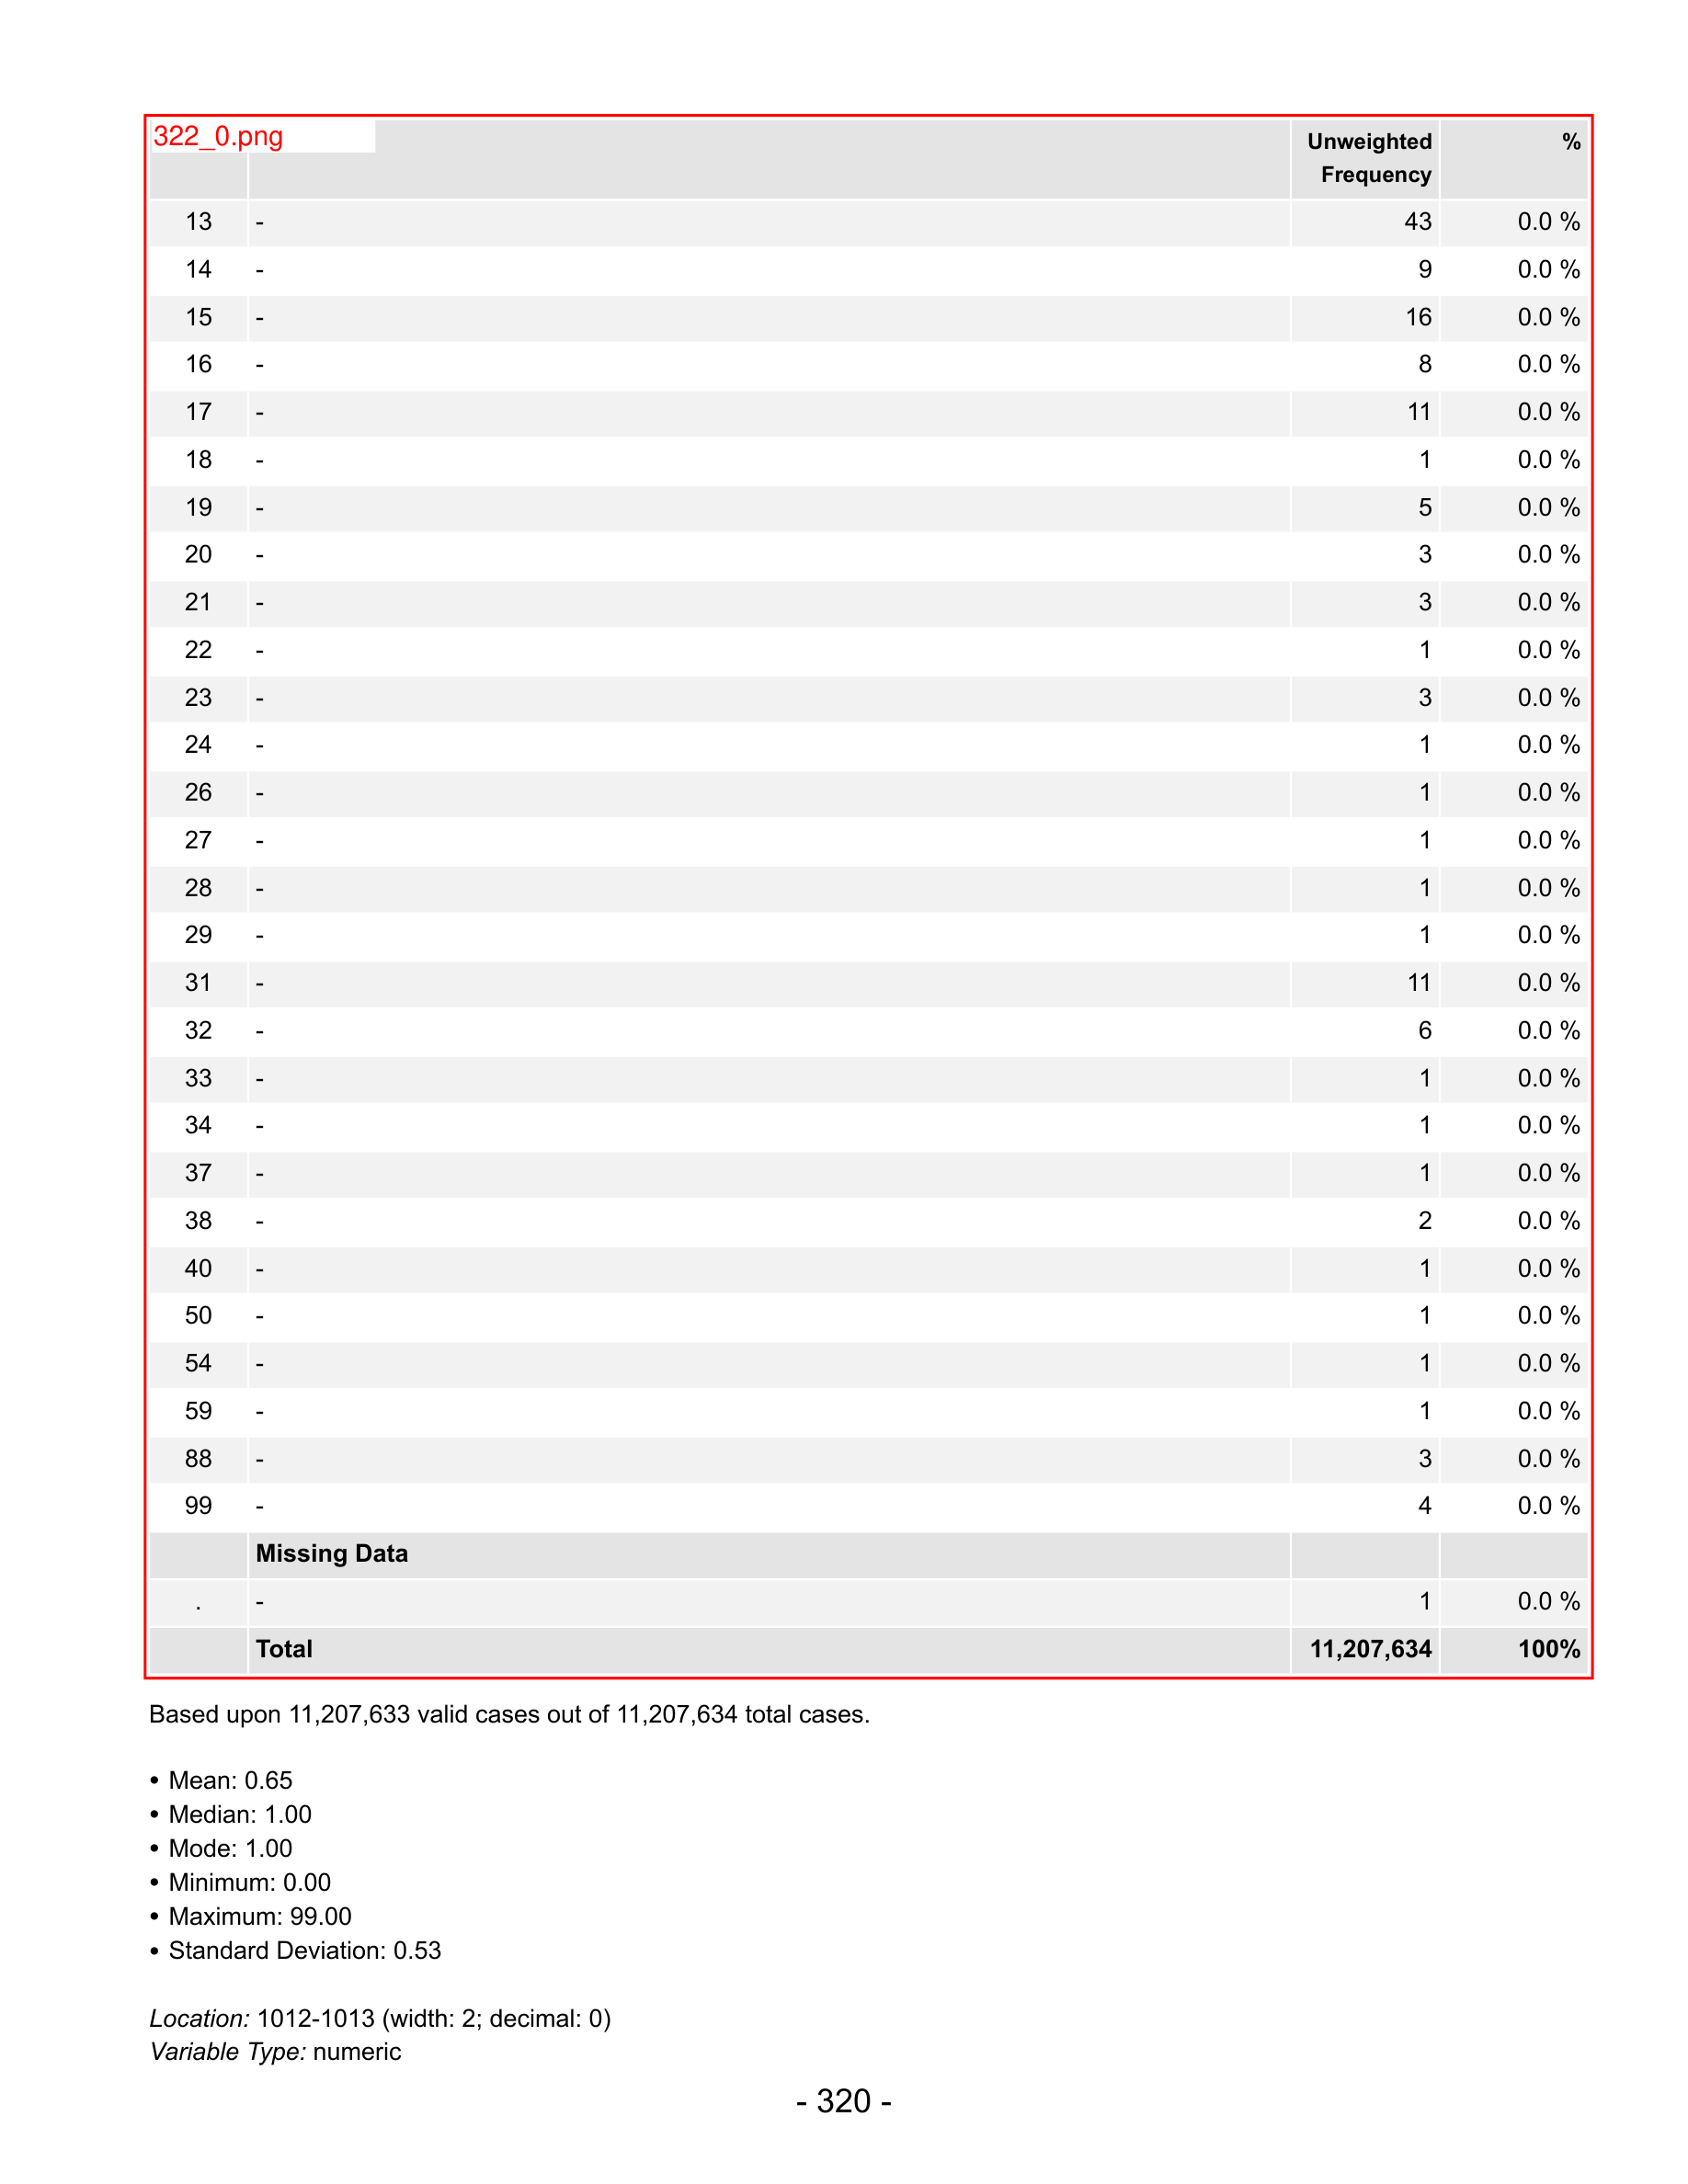 322_0.png
Unweighted Frequency %
13 - 43 0.0 %
14 - 9 0.0 %
15 - 16 0.0 %
16 - 8 0.0 %
17 - 11 0.0 %
18 - 1 0.0 %
19 - 5 0.0 %
20 - 3 0.0 %
21 - 3 0.0 %
22 - 1 0.0 %
23 - 3 0.0 %
24 - 1 0.0 %
26 - 1 0.0 %
27 - 1 0.0 %
28 - 1 0.0 %
29 - 1 0.0 %
31 - 11 0.0 %
32 - 6 0.0 %
33 - 1 0.0 %
34 - 1 0.0 %
37 - 1 0.0 %
38 - 2 0.0 %
40 - 1 0.0 %
50 - 1 0.0 %
54 - 1 0.0 %
59 - 1 0.0 %
88 - 3 0.0 %
99 - 4 0.0 %
Missing Data
. - 1 0.0 %
Total 11,207,634 100%
Based upon 11,207,633 valid cases out of 11,207,634 total cases.
• Mean: 0.65
• Median: 1.00
• Mode: 1.00
• Minimum: 0.00
• Maximum: 99.00
• Standard Deviation: 0.53
Location: 1012-1013 (width: 2; decimal: 0)
Variable Type: numeric
- 320 -